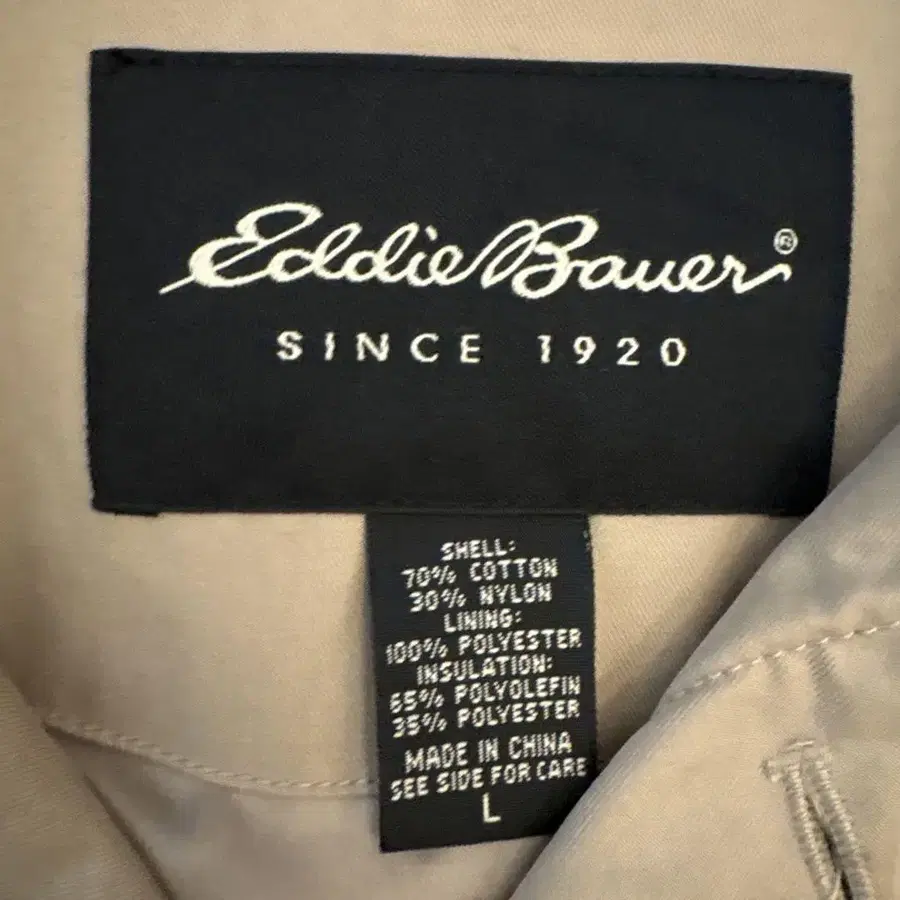 Eddie Bauer®
SINCE 1920
SHELL:
70% COTTON
30% NYLON
LINING:
100% POLYESTER
INSULATION:
65% POLYOLEFIN
35% POLYESTER
MADE IN CHINA
SEE SIDE FOR CARE
L